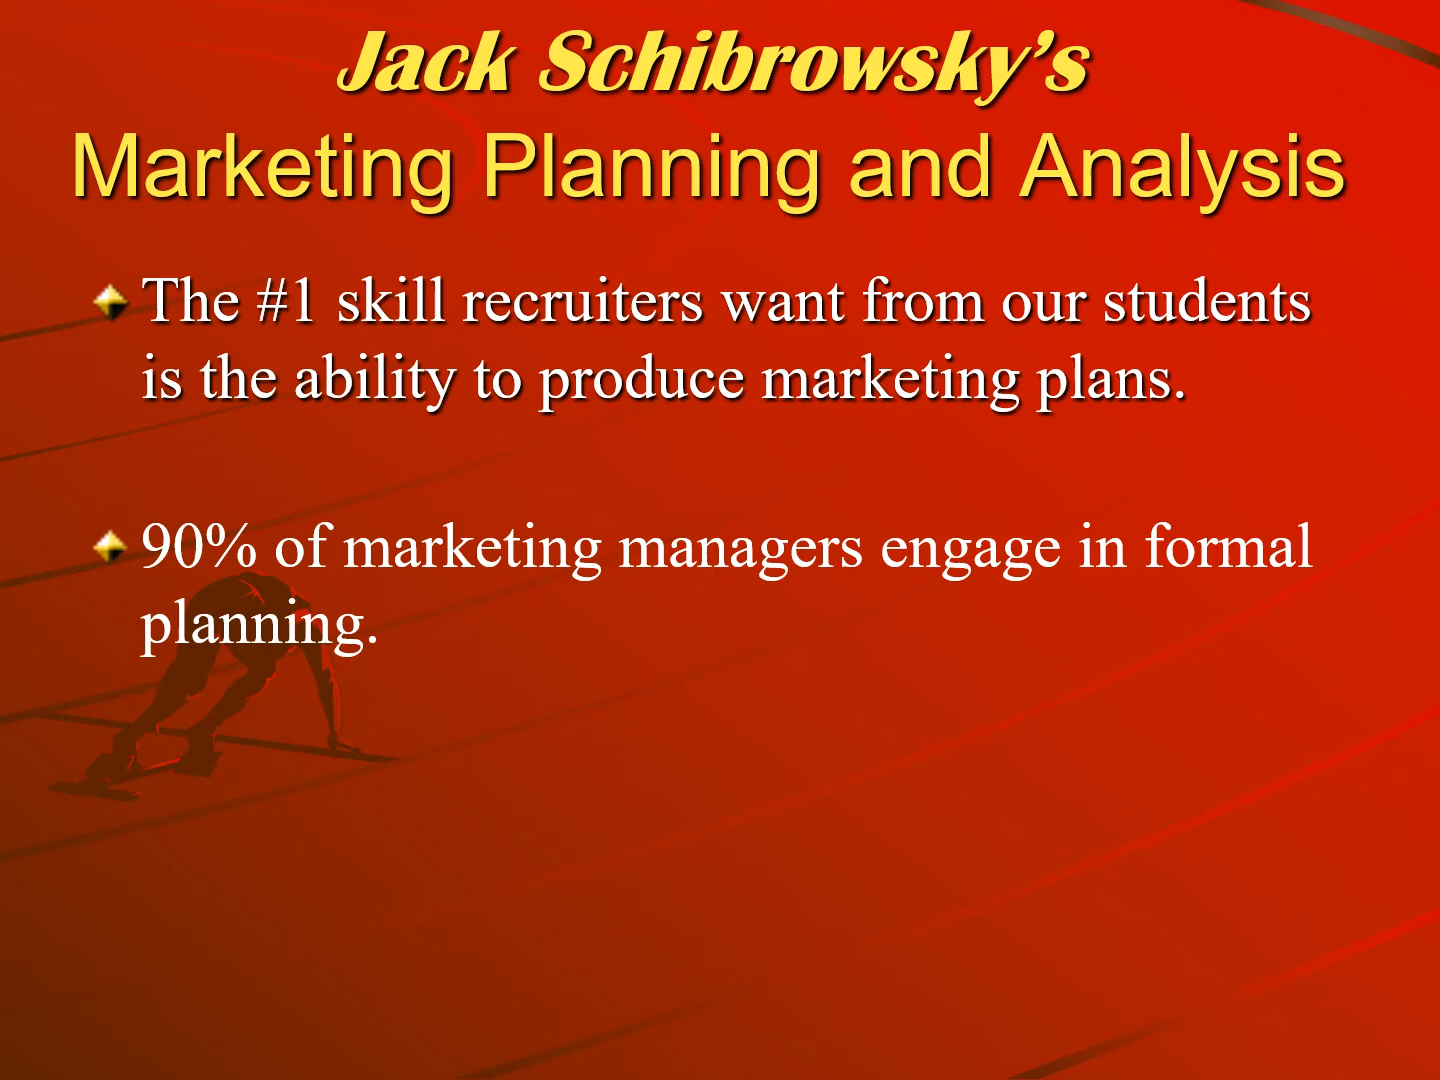 Jack Schibrowsky’s
Marketing Planning and Analysis
The #1 skill recruiters want from our students
is the ability to produce marketing plans.
90% of marketing managers engage in formal
planning.